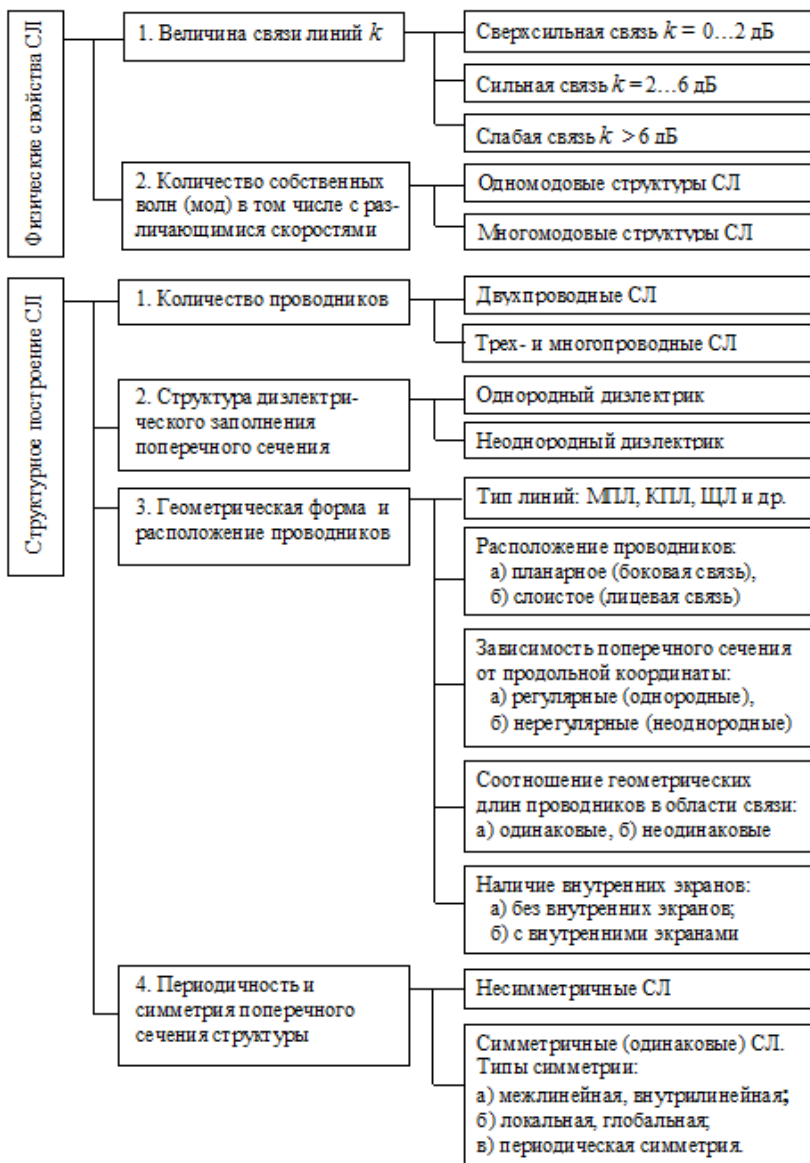 Физические свойства СЛ
1. Величина связи линий k
Сверхсильная связь k = 0…2 дБ
Сильная связь k = 2…6 дБ
Слабая связь k > 6 дБ
2. Количество собственных
волн (мод) в том числе с раз-
личающимися скоростями
Одномодовые структуры СЛ
Многомодовые структуры СЛ
Структурное построение СЛ
1. Количество проводников
Двухпроводные СЛ
Трех- и многопроводные СЛ
2. Структура диэлектри-
ческого заполнения
поперечного сечения
Однородный диэлектрик
Неоднородный диэлектрик
3. Геометрическая форма и
расположение проводников
Тип линий: МПЛ, КПЛ, ЩЛ и др.
Расположение проводников:
а) планарное (боковая связь),
б) слоистое (лицевая связь)
Зависимость поперечного сечения
от продольной координаты:
а) регулярные (однородные),
б) нерегулярные (неоднородные)
Соотношение геометрических
длин проводников в области связи:
а) одинаковые, б) неодинаковые
Наличие внутренних экранов:
а) без внутренних экранов;
б) с внутренними экранами
4. Периодичность и
симметрия поперечного
сечения структуры
Несимметричные СЛ
Симметричные (одинаковые) СЛ.
Типы симметрии:
а) межлинейная, внутрилинейная;
б) локальная, глобальная;
в) периодическая симметрия.